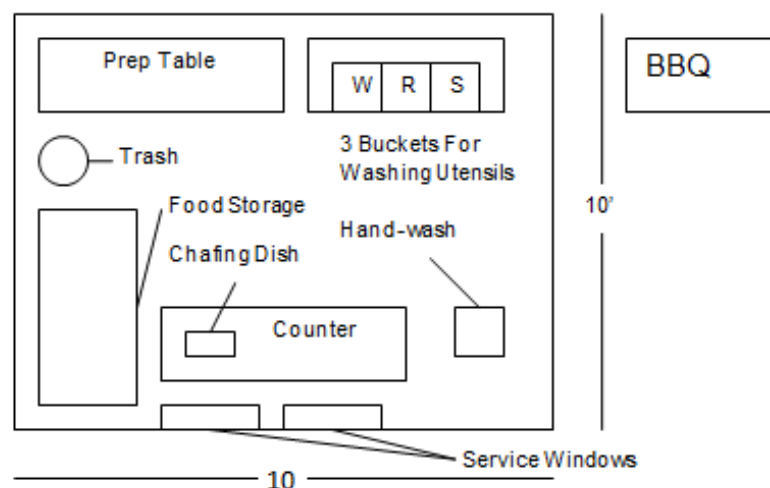 Prep Table
W R S
BBQ
3 Buckets For
Washing Utensils
Trash
Food Storage
10'
Hand-wash
Chafing Dish
Counter
Service Windows
10